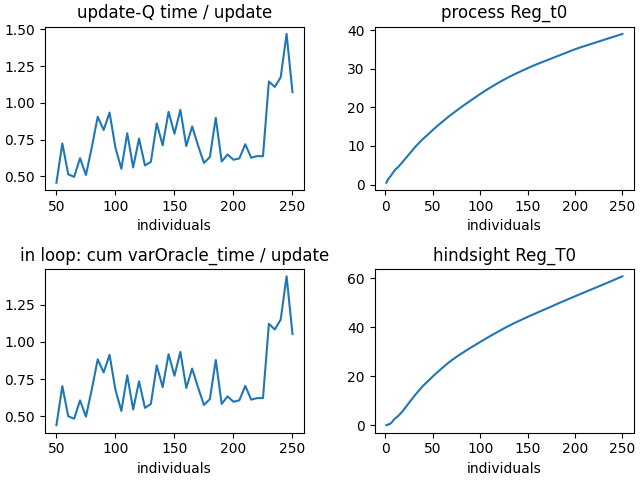 update-Q time / update
1.50
1.25
1.00
0.75
0.50
50 100 150 200 250
individuals
process Reg_t0
40
30
20
10
0
0 50 100 150 200 250
individuals
in loop: cum varOracle_time / update
1.25
1.00
0.75
0.50
50 100 150 200 250
individuals
hindsight Reg_T0
60
40
20
0
0 50 100 150 200 250
individuals